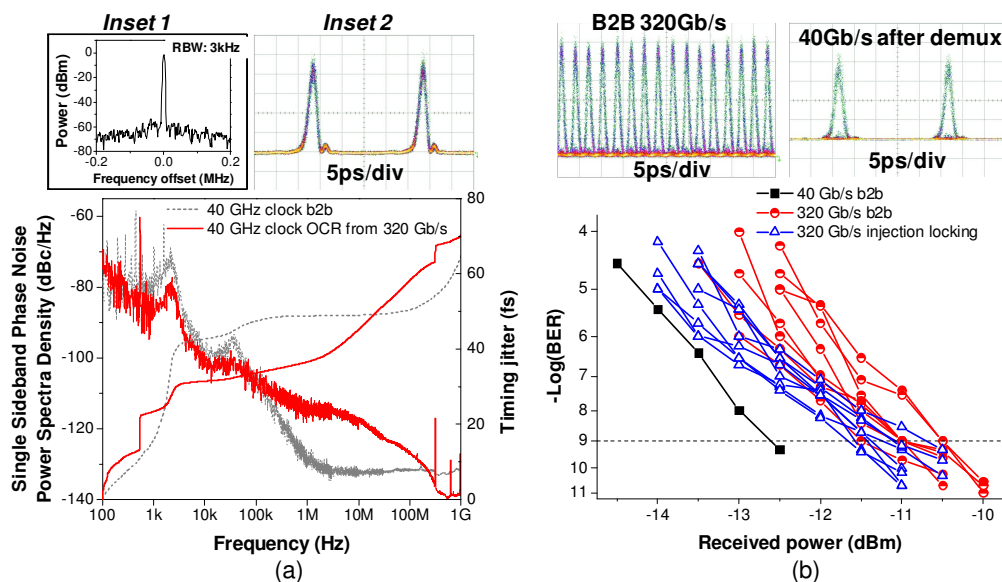 Inset 1
Inset 2
RBW: 3kHz
Power (dBm)
0
-20
-40
-60
-80
-0.2
0.0
0.2
Frequency offset (MHz)
5ps/div
B2B 320Gb/s
5ps/div
40Gb/s after demux
5ps/div
40 GHz clock b2b
40 GHz clock OCR from 320 Gb/s
Single Sideband Phase Noise
Power Spectra Density (dBc/Hz)
-60
-80
-100
-120
-140
80
60
40
20
0
Timing jitter (fs)
100
1k
10k
100k
1M
10M
100M
1G
Frequency (Hz)
(a)
40 Gb/s b2b
320 Gb/s b2b
320 Gb/s injection locking
-Log(BER)
4
5
6
7
8
9
10
11
-14
-13
-12
-11
-10
Received power (dBm)
(b)